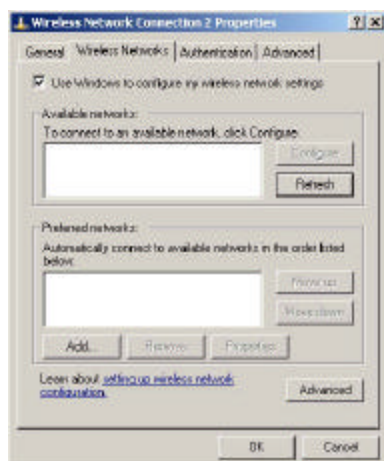 Wireless Network Connection 2 Properties
General Wireless Networks Authentication Advanced
Use Windows to configure my wireless network settings
Available networks:
To connect to an available network, click Configure.
Configure
Refresh
Preferred networks:
Automatically connect to available networks in the order listed
below:
Move up
Move down
Add... Remove Properties
Learn about setting up wireless network
configuration.
Advanced
OK Cancel